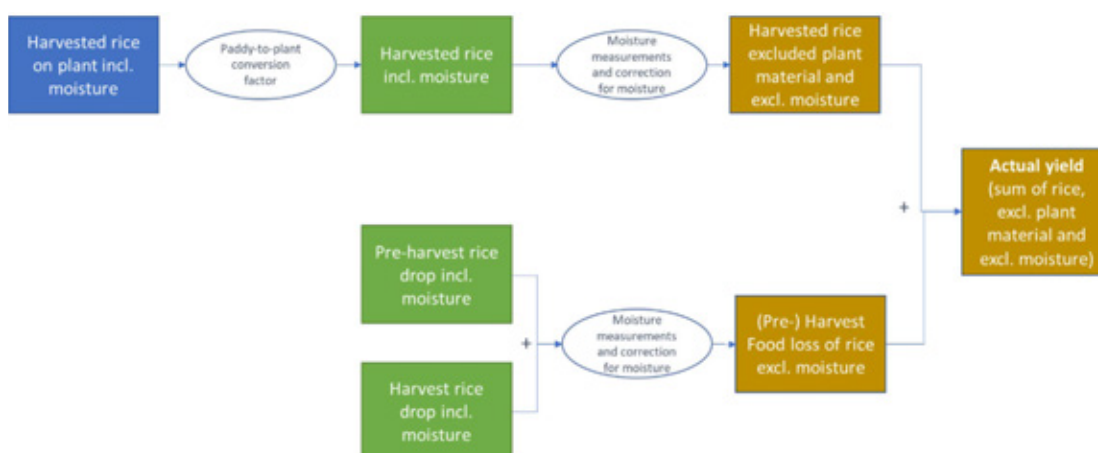 Harvested rice
on plant incl.
moisture
Paddy-to-plant
conversion
factor
Harvested rice
incl. moisture
Moisture
measurements
and correction
for moisture
Harvested rice
excluded plant
material and
excl. moisture
Actual yield
(sum of rice,
excl. plant
material and
excl. moisture)
+
Pre-harvest rice
drop incl.
moisture
+
Harvest rice
drop incl.
moisture
Moisture
measurements
and correction
for moisture
(Pre-) Harvest
Food loss of rice
excl. moisture